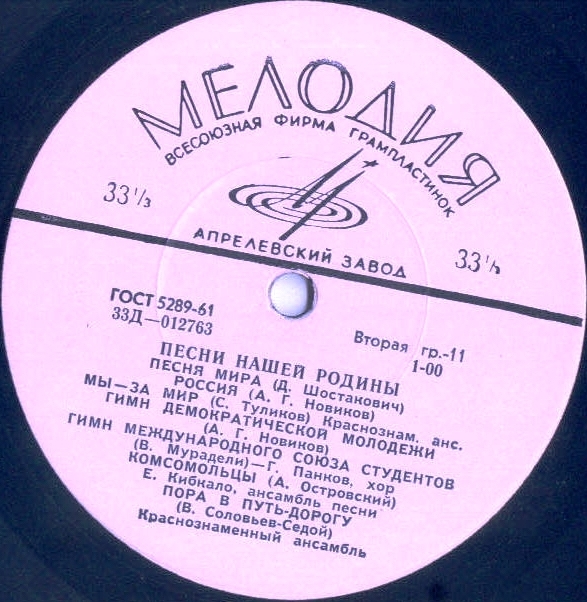 МЕЛОДИЯ
ВСЕСОЮЗНАЯ ФИРМА ГРАМПЛАСТИНОК
33⅓
33⅓
АПРЕЛЕВСКИЙ ЗАВОД
ГОСТ 5289-61
33Д—012763
Вторая гр.-11
1-00
ПЕСНИ НАШЕЙ РОДИНЫ
ПЕСНЯ МИРА (Д. Шостакович)
РОССИЯ (А. Г. Новиков)
МЫ—ЗА МИР (С. Туликов) Краснознам. анс.
ГИМН ДЕМОКРАТИЧЕСКОЙ МОЛОДЕЖИ
(А. Г. Новиков)
ГИМН МЕЖДУНАРОДНОГО СОЮЗА СТУДЕНТОВ
(В. Мурадели)—Г. Панков, хор
КОМСОМОЛЬЦЫ (А. Островский)
Е. Кибкало, ансамбль песни
ПОРА В ПУТЬ-ДОРОГУ
(В. Соловьев-Седой)
Краснознаменный ансамбль